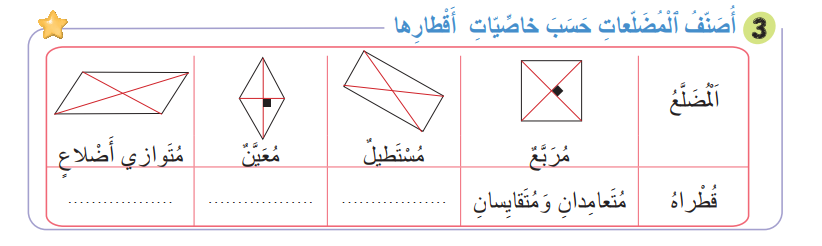 3 أُصَنِّفُ ٱلْمُضَلَّعاتِ حَسَبَ خاصِّيّاتِ أَقْطارِها
اَلْمُضَلَّعُ
مُرَبَّعٌ مُسْتَطيلٌ مُعَيَّنٌ مُتَوازي أَضْلاعٍ
قُطْراهُ مُتَعامِدانِ وَمُتَقايِسانِ .................... .................... ....................